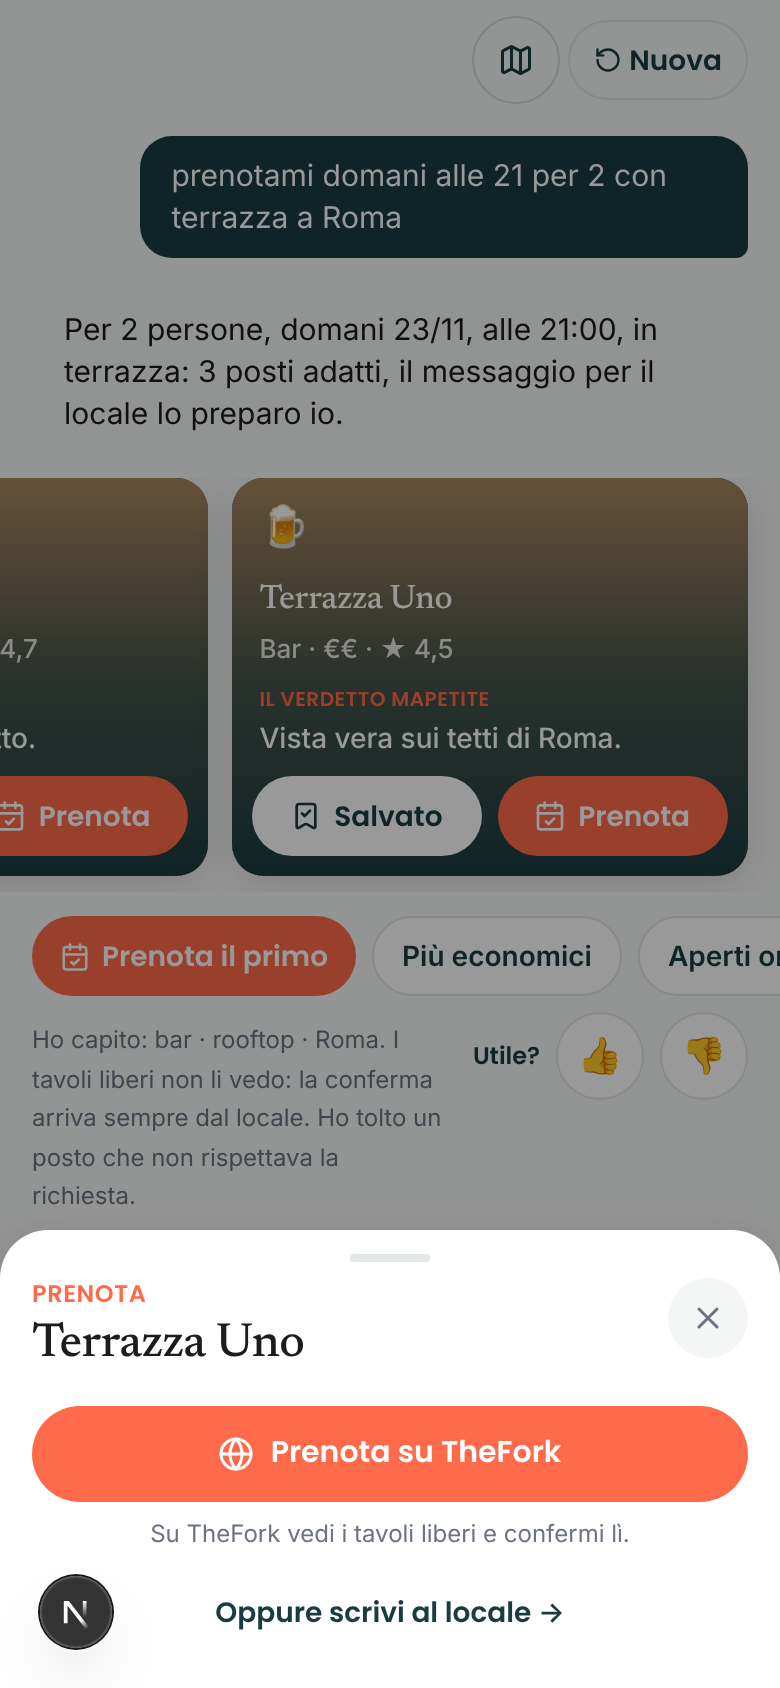 Nuova
prenotami domani alle 21 per 2 con
terrazza a Roma
Per 2 persone, domani 23/11, alle 21:00, in
terrazza: 3 posti adatti, il messaggio per il
locale lo preparo io.
4,7
to.
Prenota
Terrazza Uno
Bar · €€ · ★ 4,5
IL VERDETTO MAPETITE
Vista vera sui tetti di Roma.
Salvato
Prenota
Prenota il primo
Più economici
Aperti or
Ho capito: bar · rooftop · Roma. I
tavoli liberi non li vedo: la conferma
arriva sempre dal locale. Ho tolto un
posto che non rispettava la
richiesta.
Utile?
PRENOTA
Terrazza Uno
Prenota su TheFork
Su TheFork vedi i tavoli liberi e confermi lì.
N
Oppure scrivi al locale →